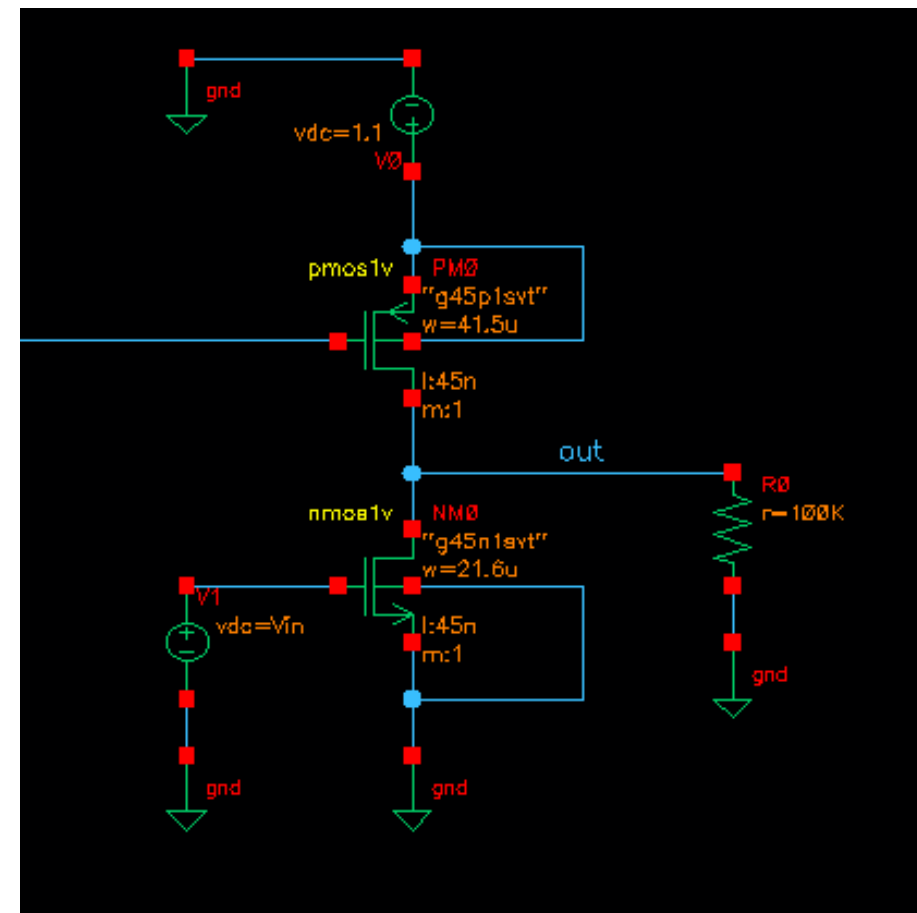 gnd
vdc=1.1
V0
pmos1v PM0
"g45p1svt"
w=41.5u
l:45n
m:1
out
R0
r=100K
nmos1v NM0
"g45n1svt"
w=21.6u
V1
vdc=Vin
l:45n
m:1
gnd
gnd
gnd